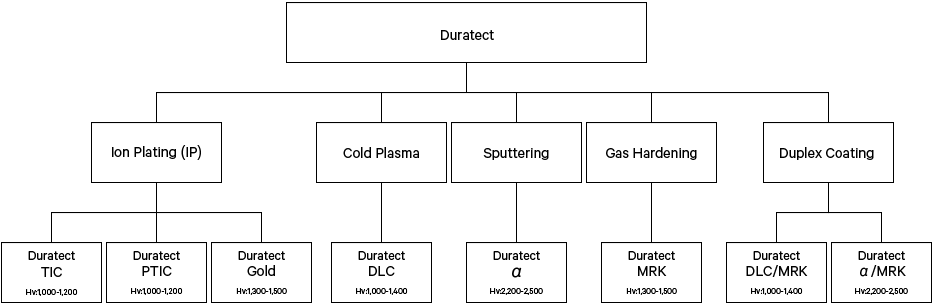 Duratect
Ion Plating (IP)
Cold Plasma
Sputtering
Gas Hardening
Duplex Coating
Duratect
TIC
Hv:1,000-1,200
Duratect
PTIC
Hv:1,000-1,200
Duratect
Gold
Hv:1,300-1,500
Duratect
DLC
Hv:1,000-1,400
Duratect
α
Hv:2,200-2,500
Duratect
MRK
Hv:1,300-1,500
Duratect
DLC/MRK
Hv:1,000-1,400
Duratect
α/MRK
Hv:2,200-2,500